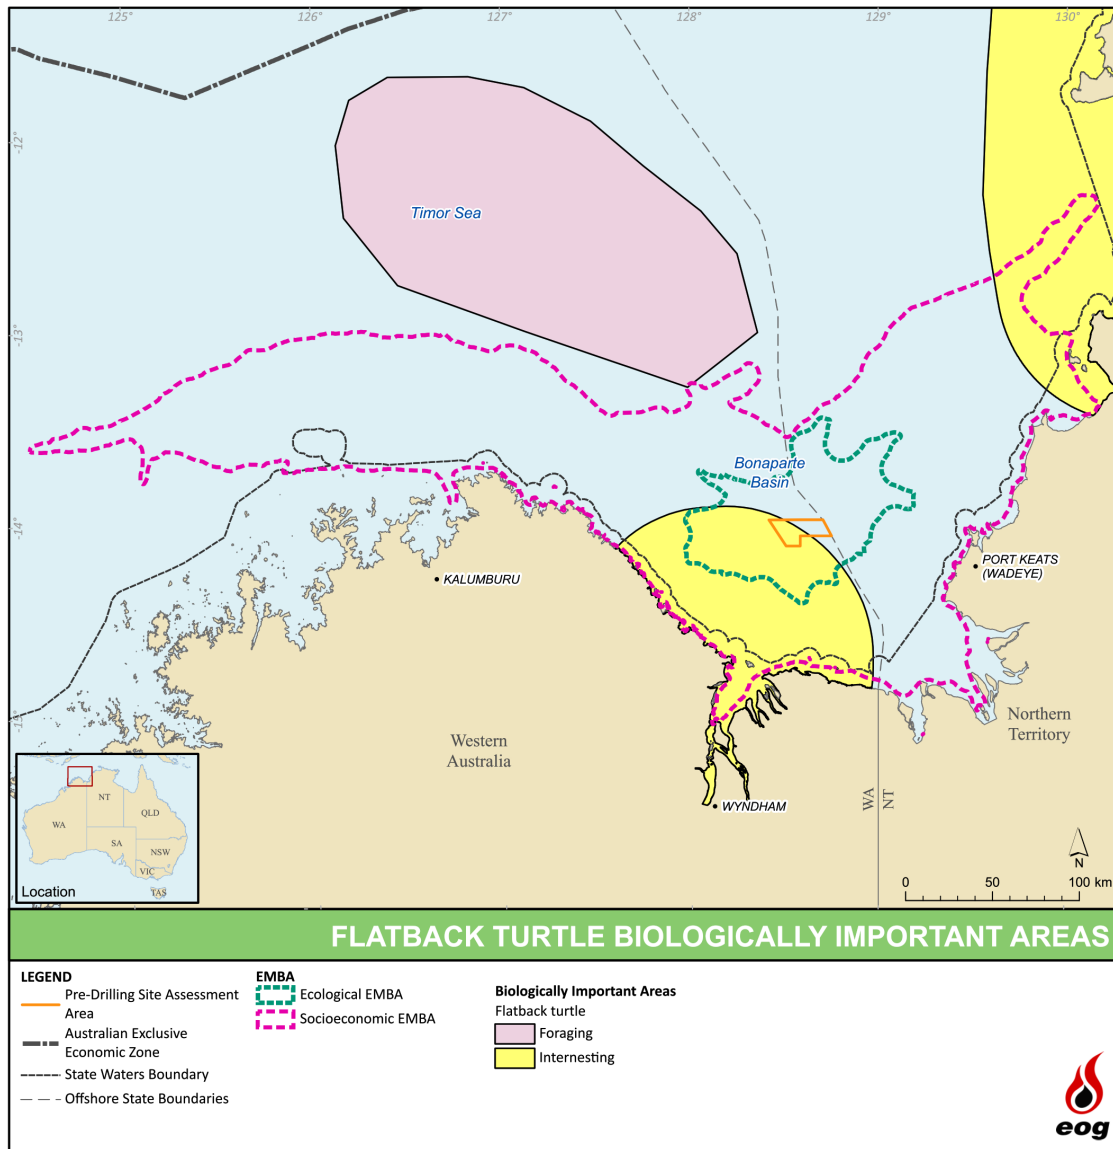 125°
126°
127°
128°
129°
130°
-12°
Timor Sea
-13°
Bonaparte
Basin
-14°
PORT KEATS
(WADEYE)
KALUMBURU
Northern
Territory
Western
Australia
WYNDHAM
WA
NT
NT
QLD
WA
SA
NSW
VIC
TAS
Location
N
0 50 100 km
FLATBACK TURTLE BIOLOGICALLY IMPORTANT AREAS
LEGEND
Pre-Drilling Site Assessment
Area
Australian Exclusive
Economic Zone
State Waters Boundary
Offshore State Boundaries
EMBA
Ecological EMBA
Socioeconomic EMBA
Biologically Important Areas
Flatback turtle
Foraging
Internesting
eog